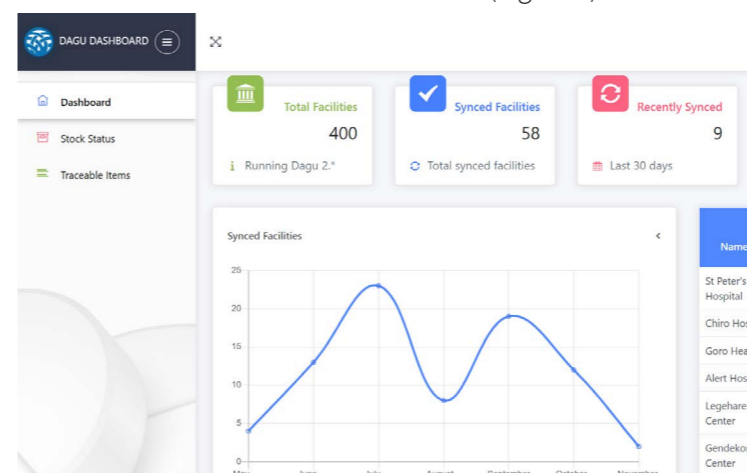 DAGU DASHBOARD
Dashboard
Stock Status
Traceable Items
Total Facilities
400
Running Dagu 2.*
Synced Facilities
58
Total synced facilities
Recently Synced
9
Last 30 days
Synced Facilities
25
20
15
10
5
0
Name
St Peter's
Hospital
Chiro Hos
Goro Hea
Alert Hos
Legehare
Center
Gendeko
Center